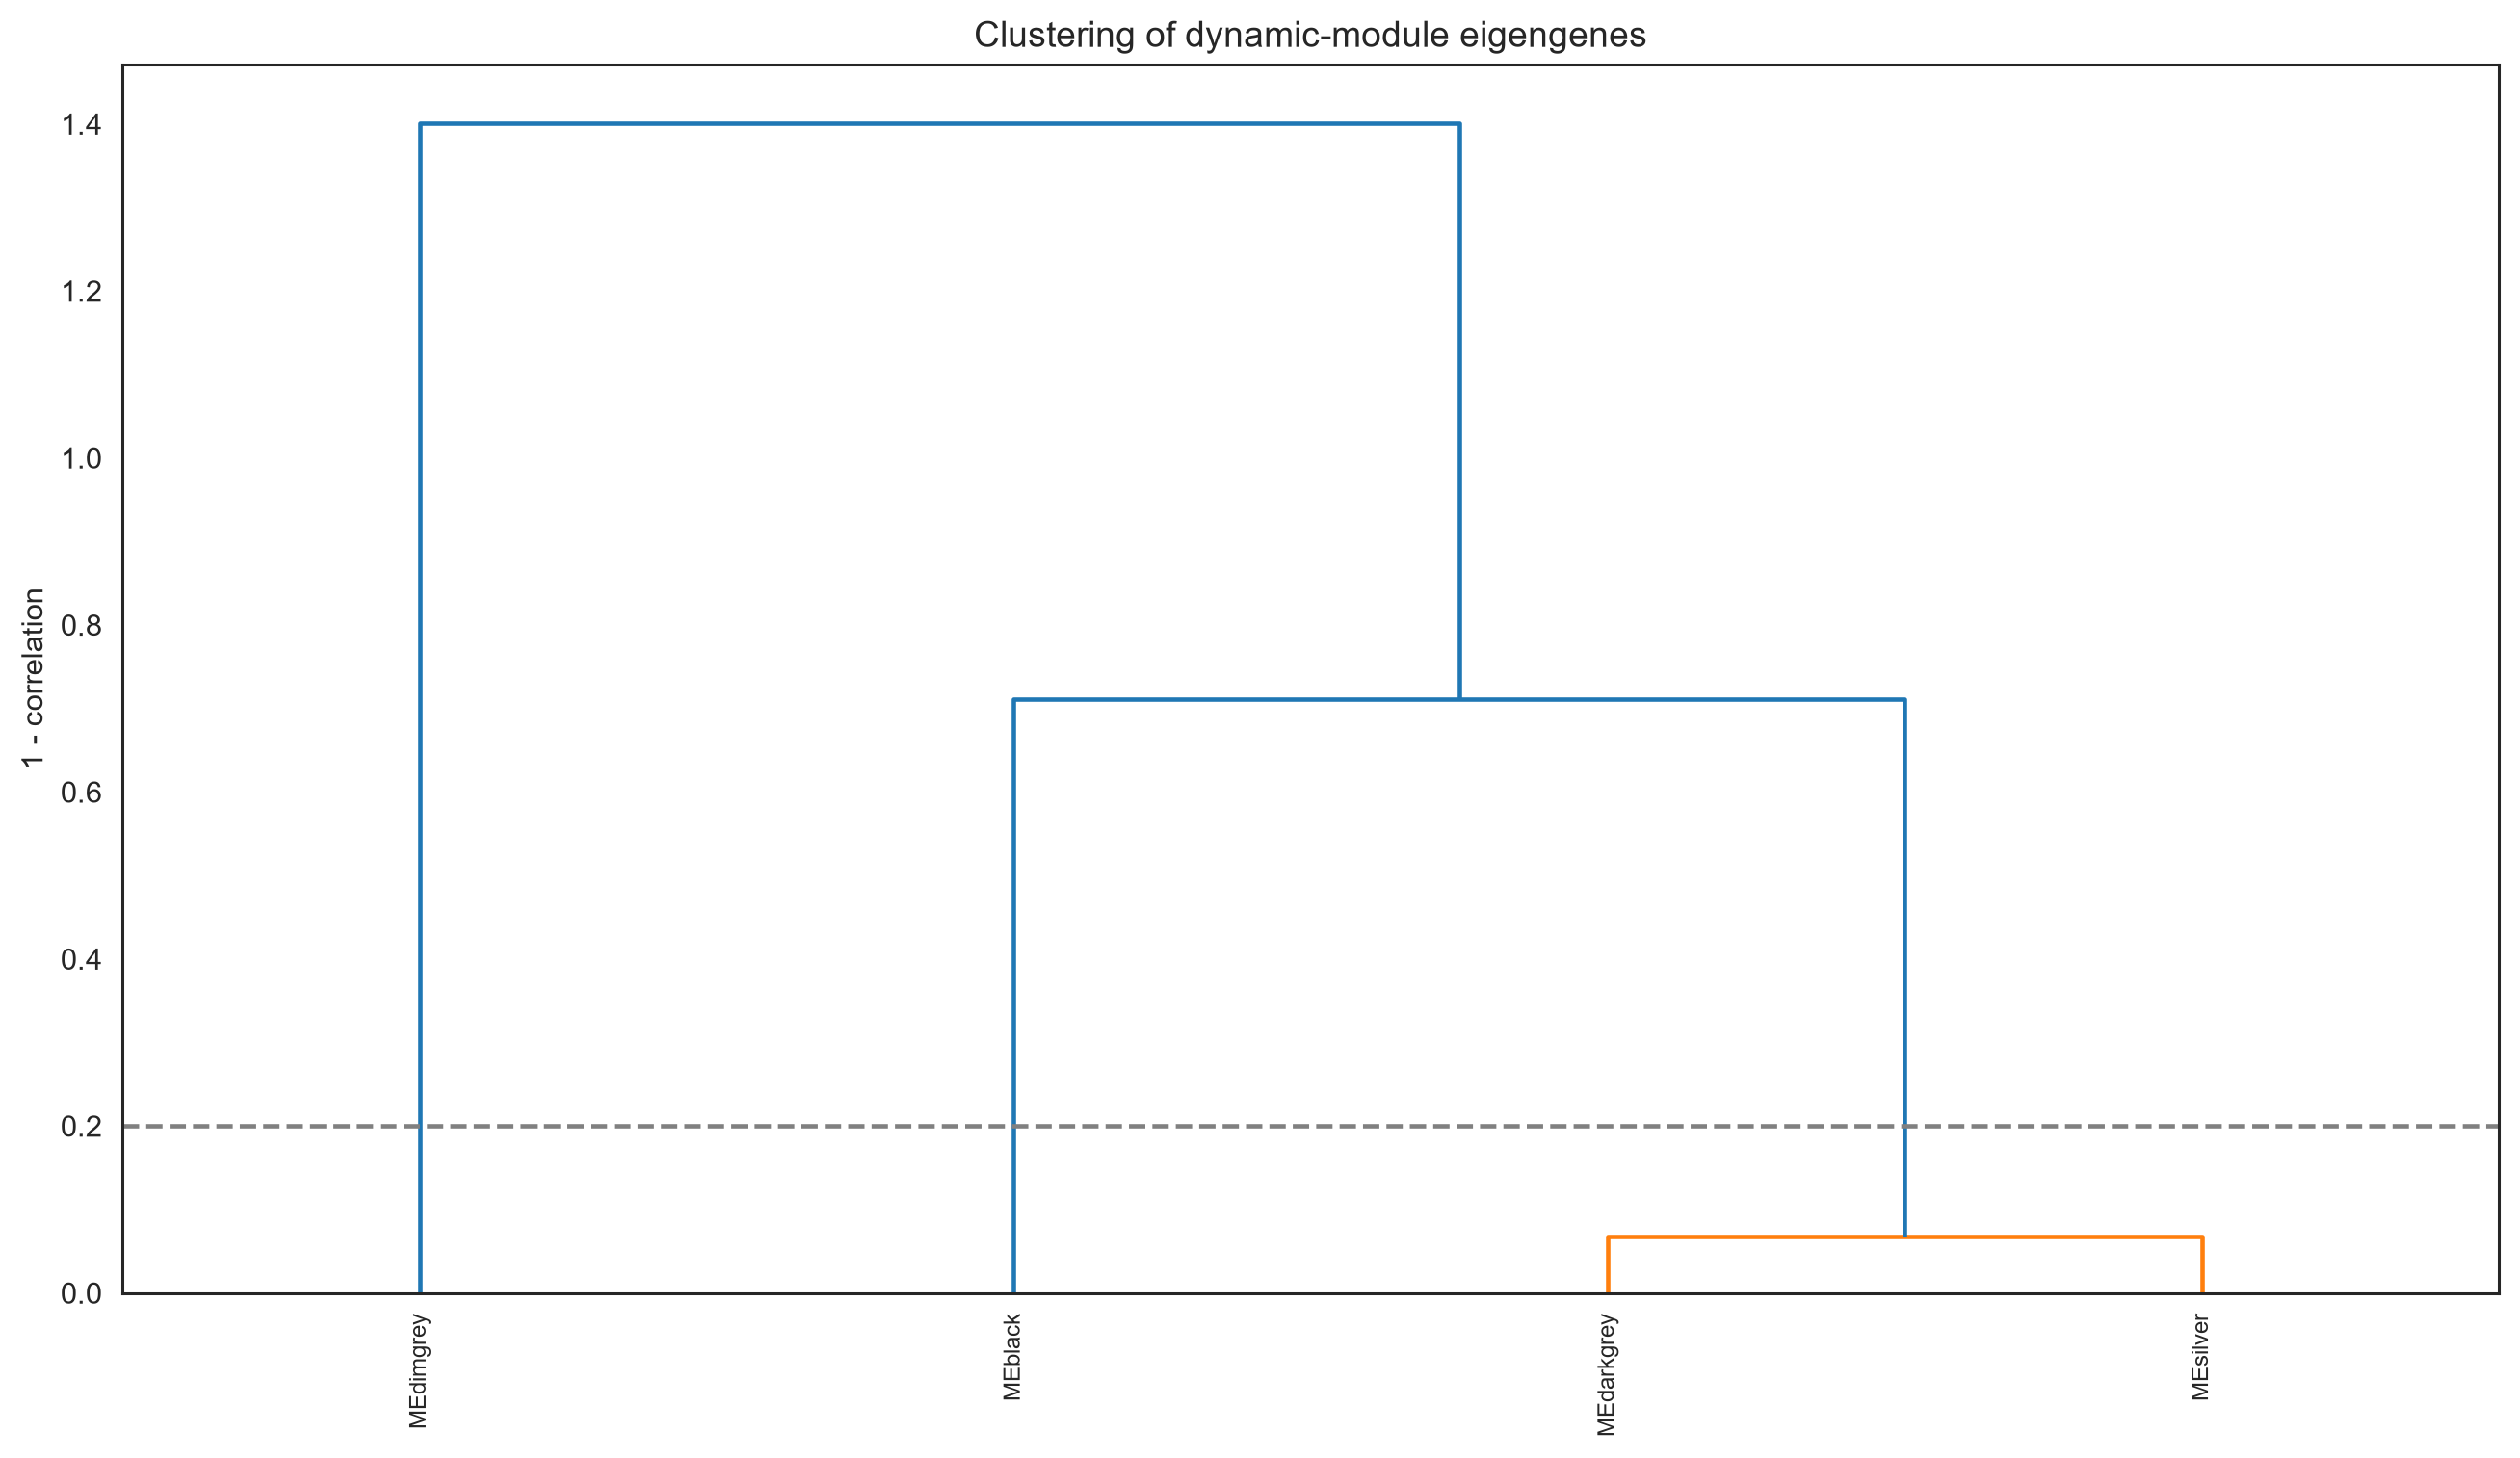 Clustering of dynamic-module eigengenes
1 - correlation
1.4
1.2
1.0
0.8
0.6
0.4
0.2
0.0
MEdimgrey
MEblack
MEdarkgrey
MEsilver